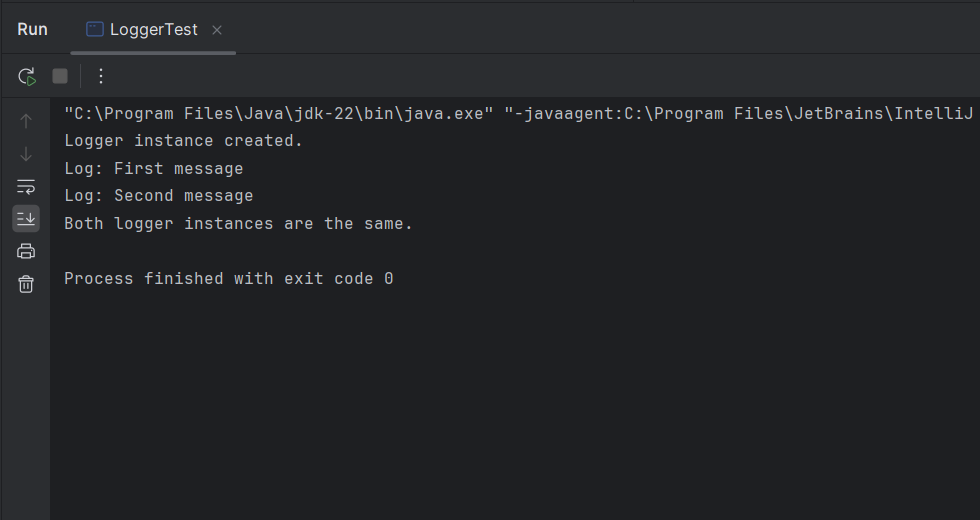 Run
LoggerTest
"C:\Program Files\Java\jdk-22\bin\java.exe" "-javaagent:C:\Program Files\JetBrains\IntelliJ
Logger instance created.
Log: First message
Log: Second message
Both logger instances are the same.
Process finished with exit code 0